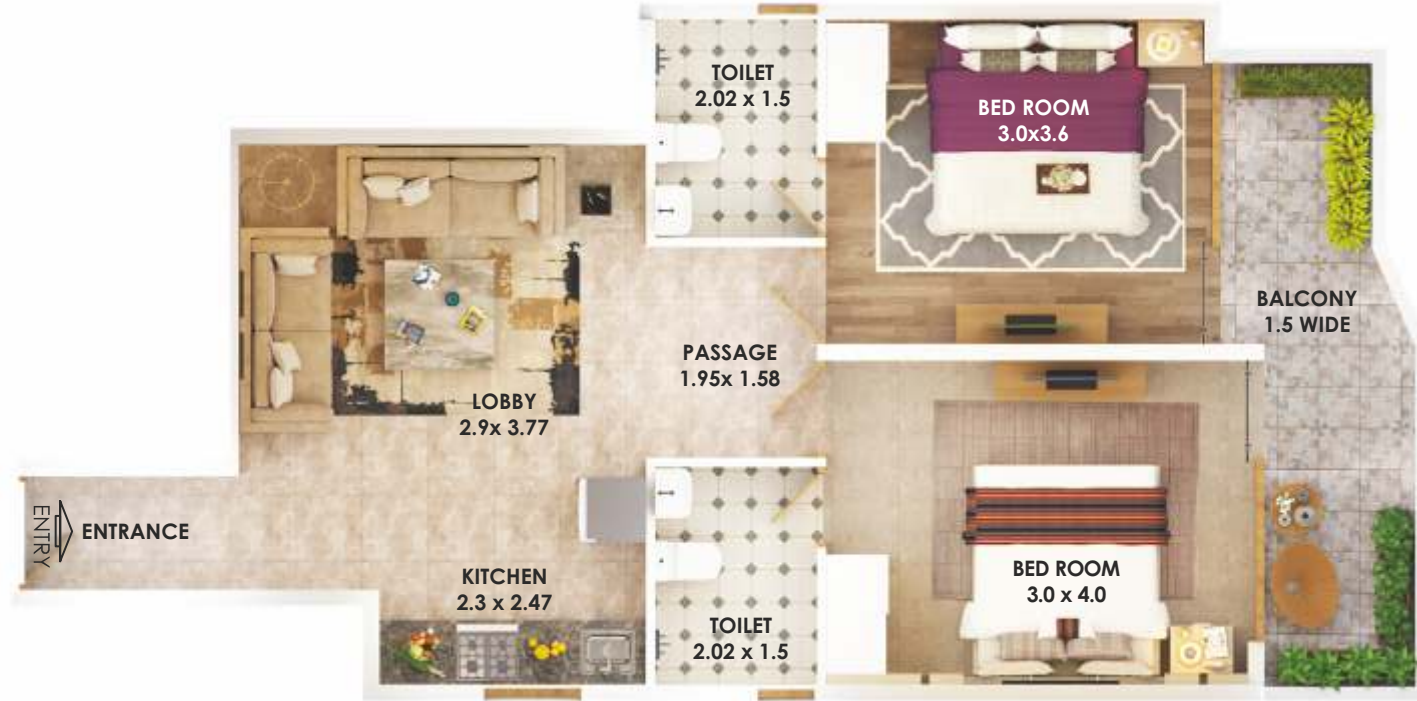 TOILET
2.02 x 1.5
BED ROOM
3.0x3.6
BALCONY
1.5 WIDE
PASSAGE
1.95x 1.58
LOBBY
2.9x 3.77
ENTRY
ENTRANCE
KITCHEN
2.3 x 2.47
BED ROOM
3.0 x 4.0
TOILET
2.02 x 1.5